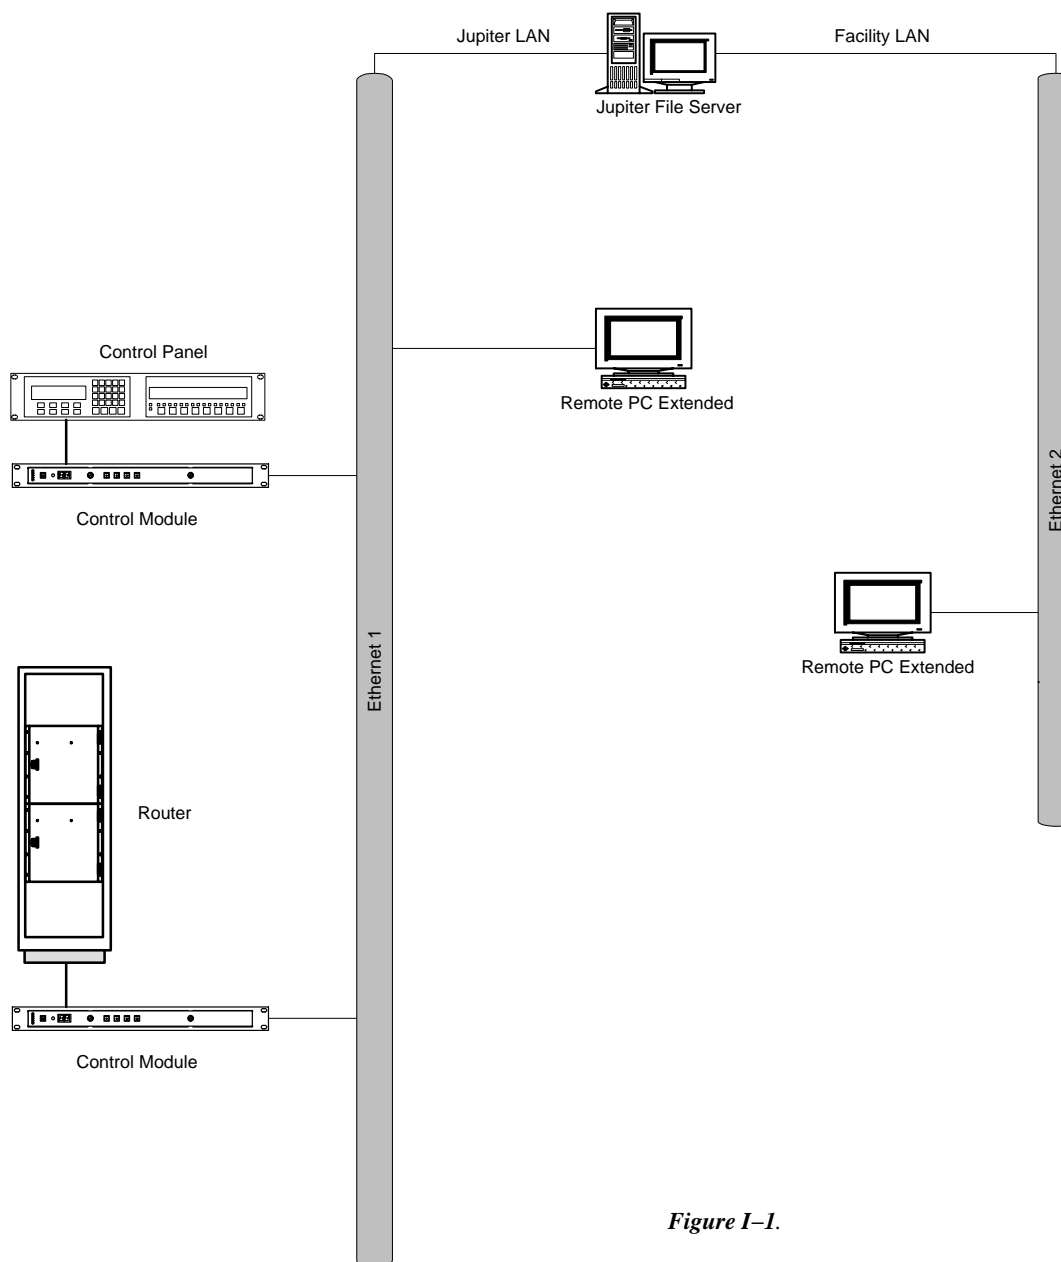 Jupiter LAN
Facility LAN
Jupiter File Server
Control Panel
Remote PC Extended
Control Module
Ethernet 2
Ethernet 1
Remote PC Extended
Router
Control Module
Figure I–1.